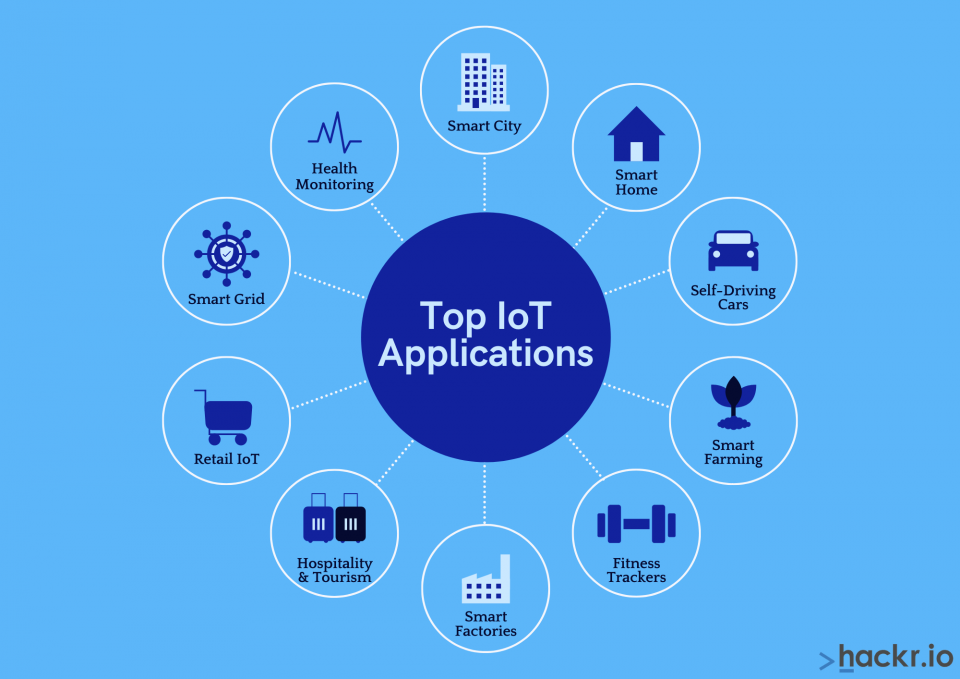 Top IoT
Applications
Smart City
Smart
Home
Self-Driving
Cars
Smart
Farming
Fitness
Trackers
Smart
Factories
Hospitality
& Tourism
Retail IoT
Smart Grid
Health
Monitoring
>hackr.io